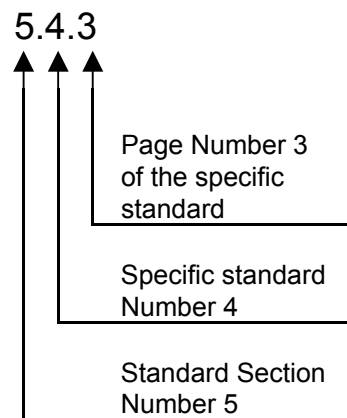 5.4.3
Page Number 3
of the specific
standard
Specific standard
Number 4
Standard Section
Number 5